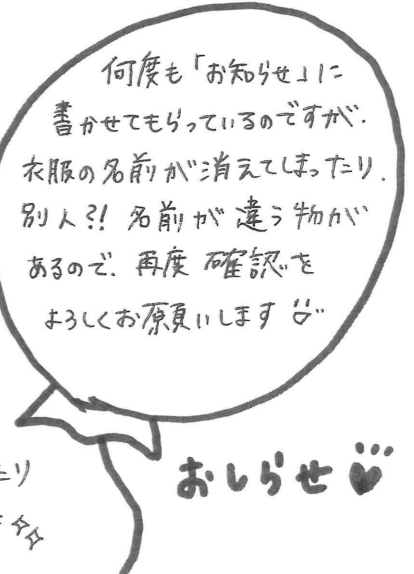 何度も「お知らせ」に
書かせてもらっているのですが、
衣服の名前が消えてしまったり、
別人?! 名前が違う物が
あるので、再度 確認を
よろしくお願いします
おしらせ
たり